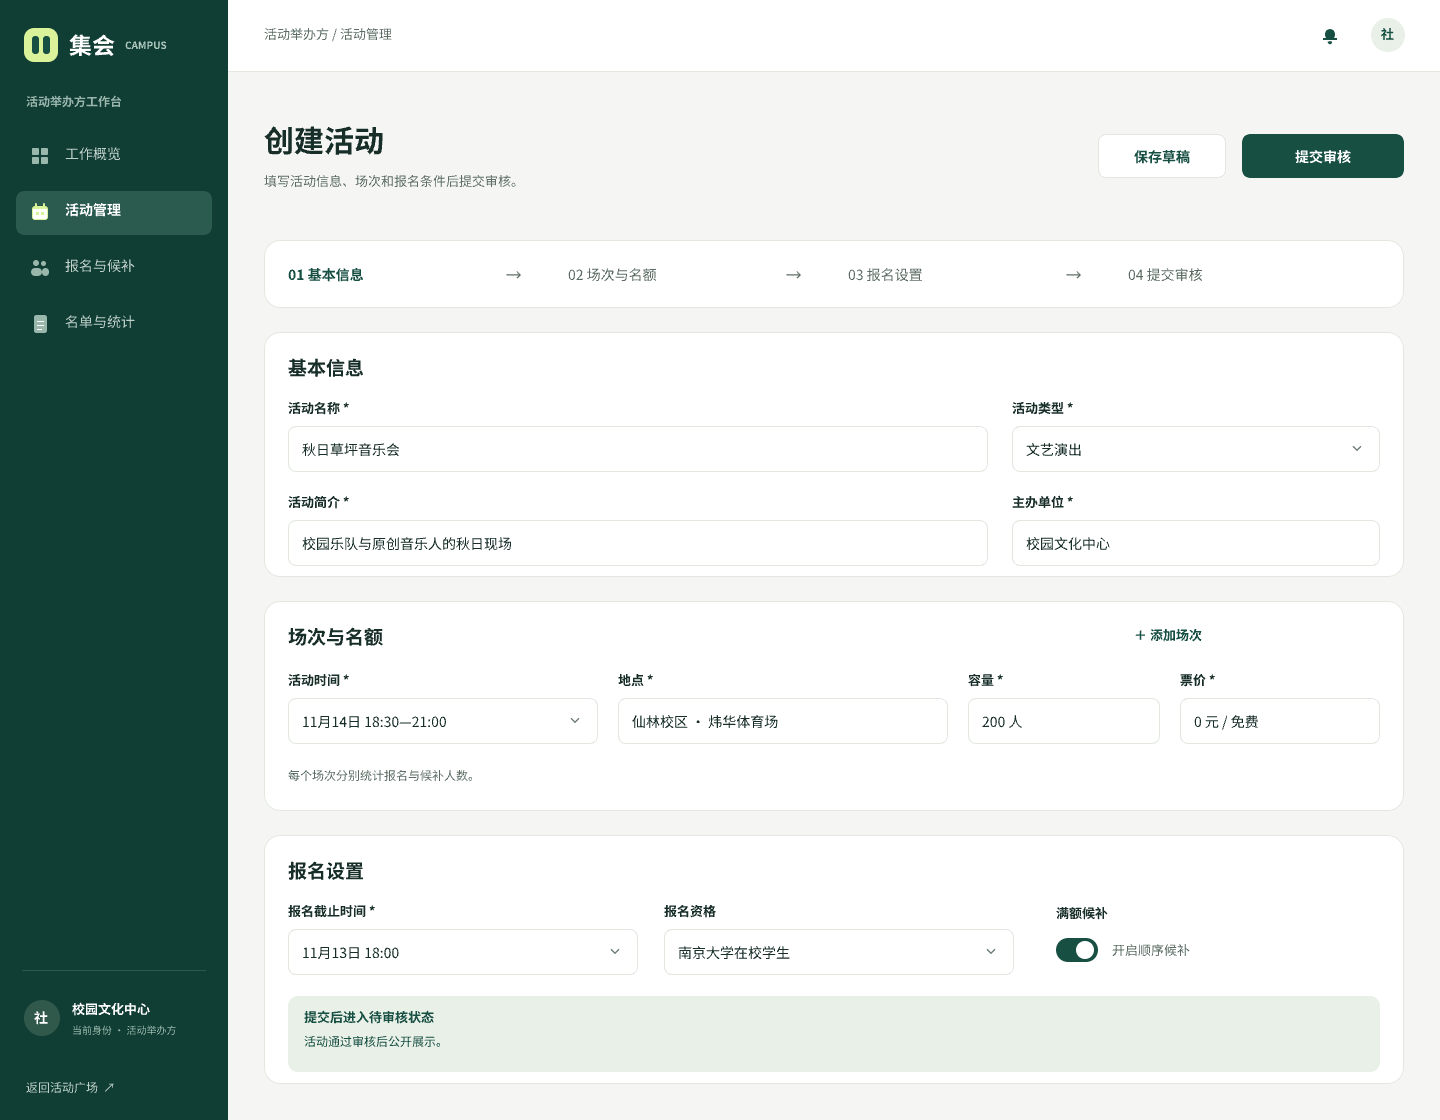 集会 CAMPUS
活动举办方工作台
工作概览
活动管理
报名与候补
名单与统计
社 校园文化中心
当前身份 · 活动举办方
返回活动广场 ↗
活动举办方 / 活动管理
社
创建活动
填写活动信息、场次和报名条件后提交审核。
保存草稿
提交审核
01 基本信息 → 02 场次与名额 → 03 报名设置 → 04 提交审核
基本信息
活动名称 * 活动类型 *
秋日草坪音乐会 文艺演出
活动简介 * 主办单位 *
校园乐队与原创音乐人的秋日现场 校园文化中心
场次与名额 + 添加场次
活动时间 * 地点 * 容量 * 票价 *
11月14日 18:30—21:00 仙林校区 · 炜华体育场 200 人 0 元 / 免费
每个场次分别统计报名与候补人数。
报名设置
报名截止时间 * 报名资格 满额候补
11月13日 18:00 南京大学在校学生 开启顺序候补
提交后进入待审核状态
活动通过审核后公开展示。